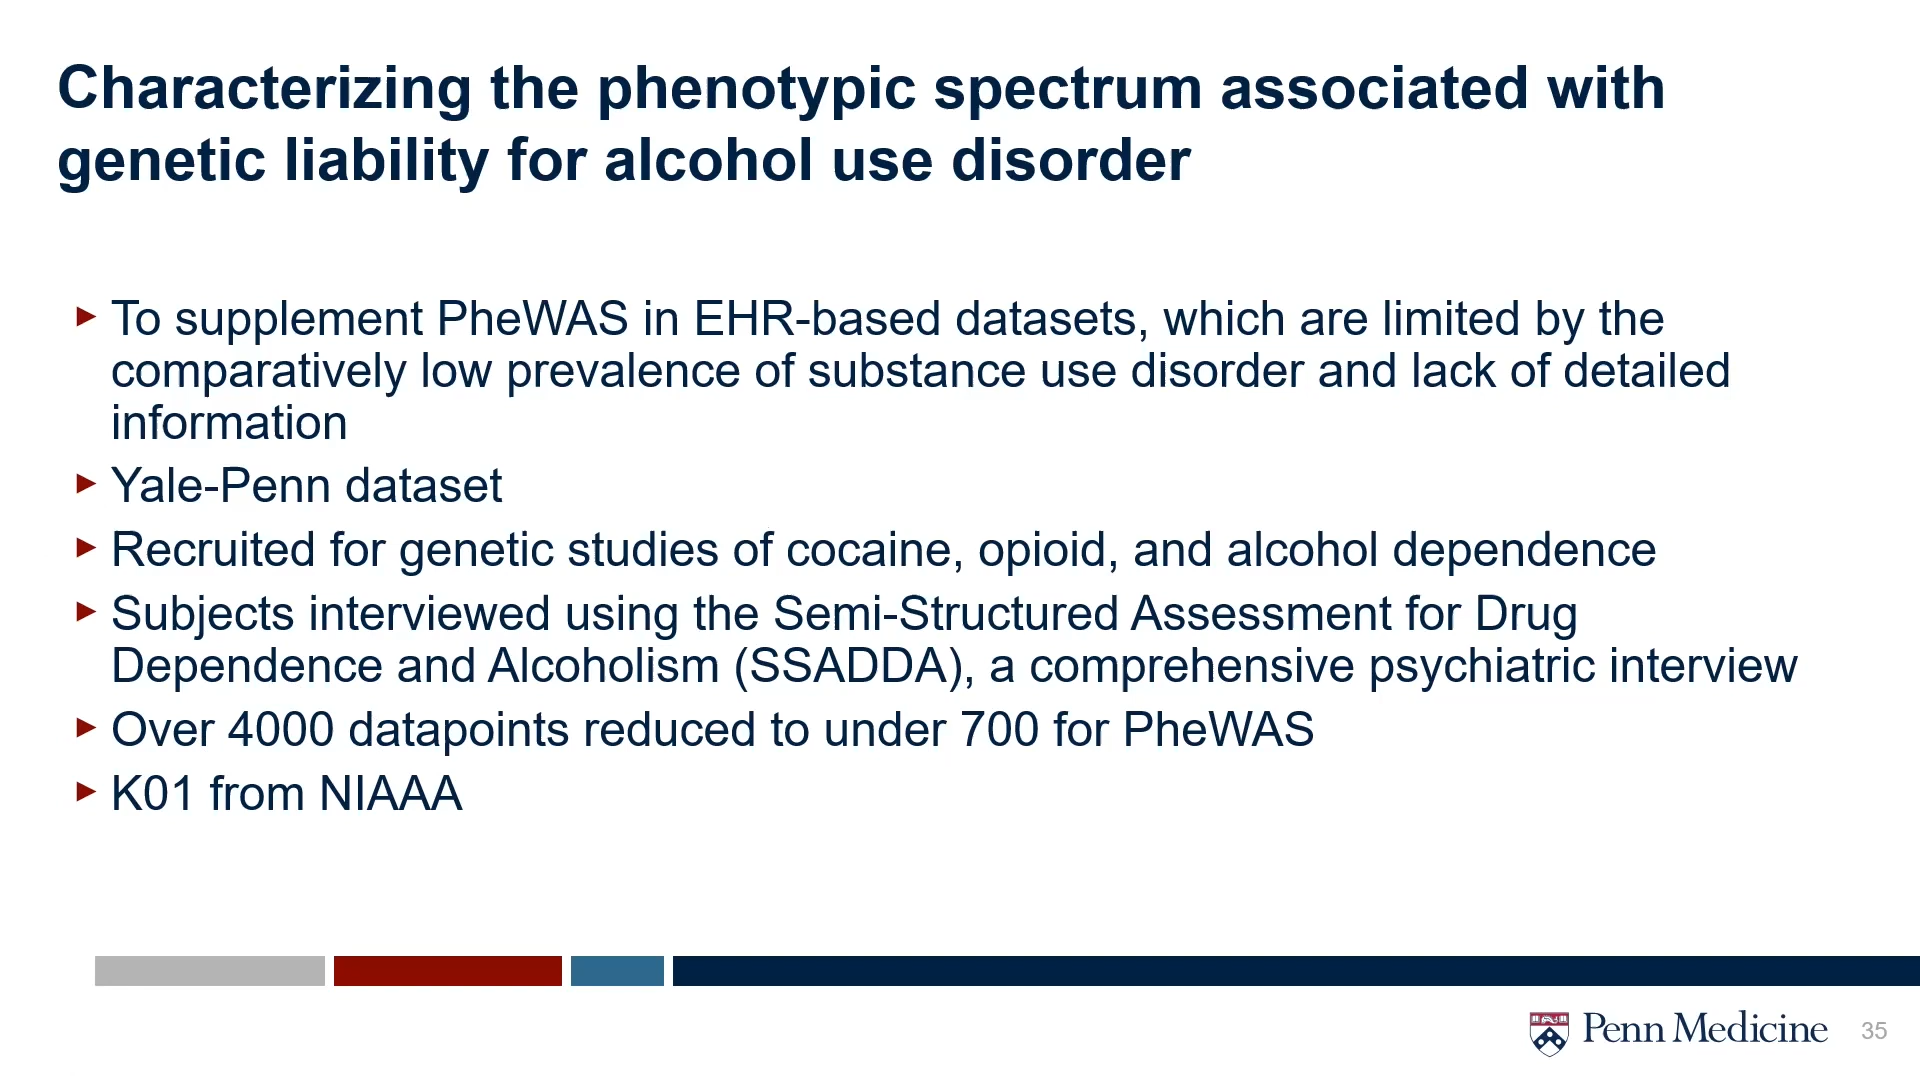 Characterizing the phenotypic spectrum associated with
genetic liability for alcohol use disorder
To supplement PheWAS in EHR-based datasets, which are limited by the
comparatively low prevalence of substance use disorder and lack of detailed
information
Yale-Penn dataset
Recruited for genetic studies of cocaine, opioid, and alcohol dependence
Subjects interviewed using the Semi-Structured Assessment for Drug
Dependence and Alcoholism (SSADDA), a comprehensive psychiatric interview
Over 4000 datapoints reduced to under 700 for PheWAS
K01 from NIAAA
Penn Medicine
35